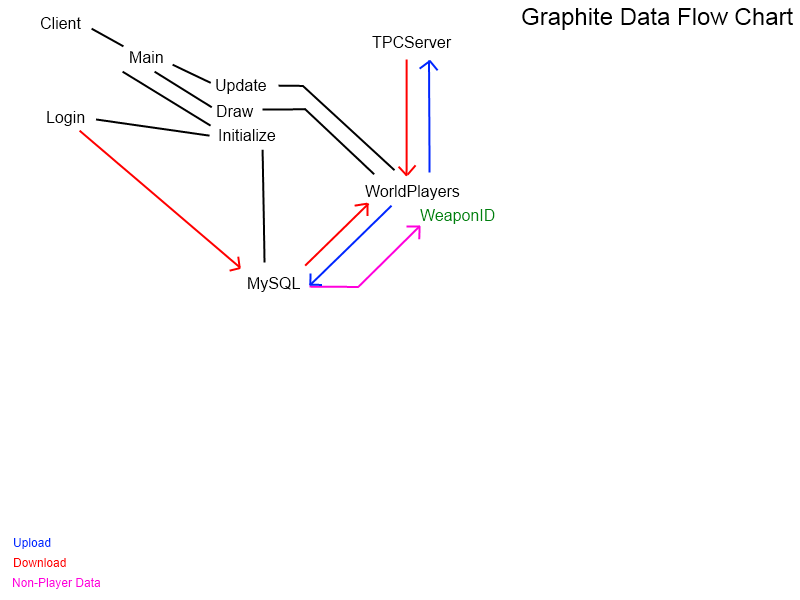 Graphite Data Flow Chart
Client
TPCServer
Main
Update
Draw
Login
Initialize
WorldPlayers
WeaponID
MySQL
Upload
Download
Non-Player Data